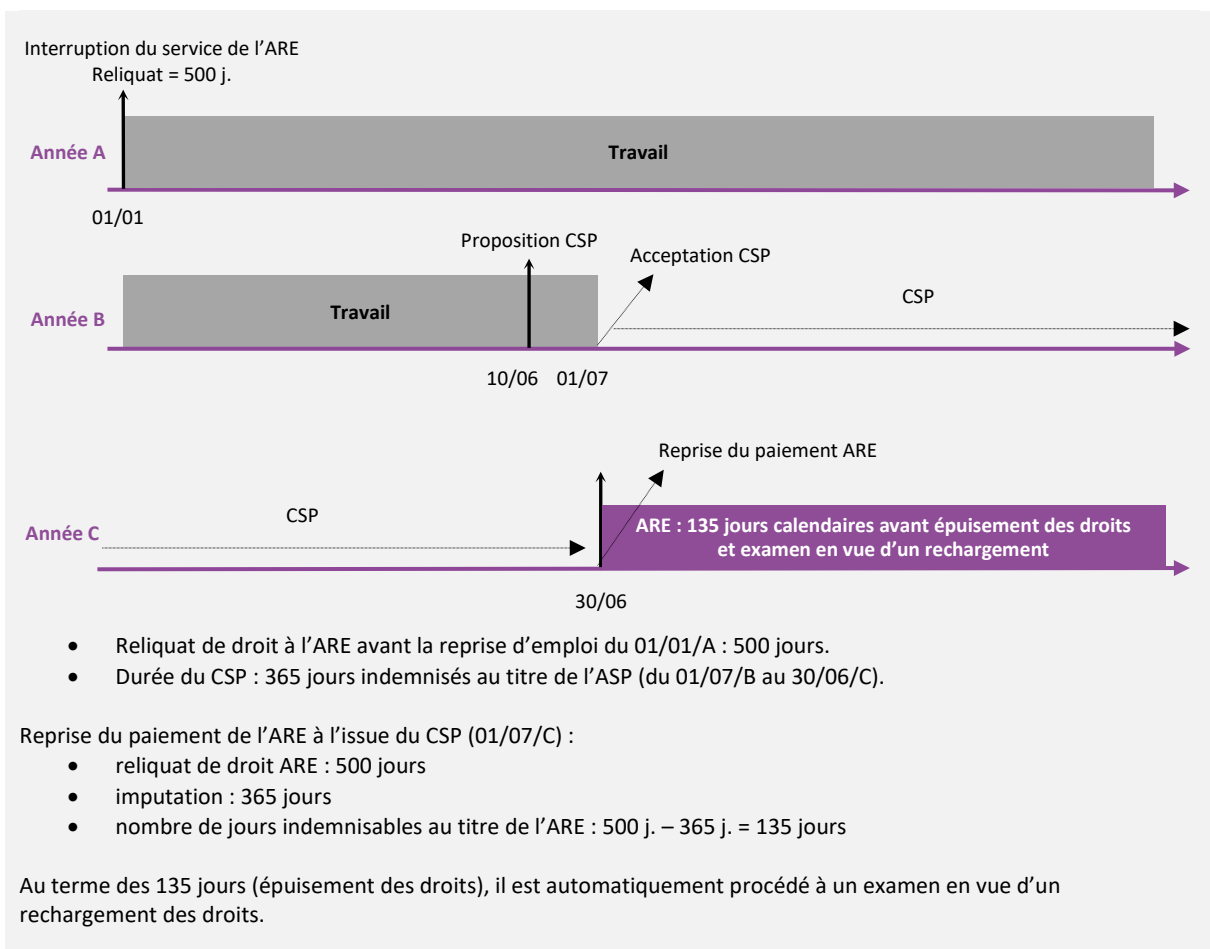 Interruption du service de l’ARE
Reliquat = 500 j.
Année A
Travail
01/01
Proposition CSP
Acceptation CSP
Année B
Travail
CSP
10/06
01/07
Reprise du paiement ARE
Année C
CSP
ARE : 135 jours calendaires avant épuisement des droits
et examen en vue d’un rechargement
30/06
• Reliquat de droit à l’ARE avant la reprise d’emploi du 01/01/A : 500 jours.
• Durée du CSP : 365 jours indemnisés au titre de l’ASP (du 01/07/B au 30/06/C).
Reprise du paiement de l’ARE à l’issue du CSP (01/07/C) :
• reliquat de droit ARE : 500 jours
• imputation : 365 jours
• nombre de jours indemnisables au titre de l’ARE : 500 j. – 365 j. = 135 jours
Au terme des 135 jours (épuisement des droits), il est automatiquement procédé à un examen en vue d’un
rechargement des droits.